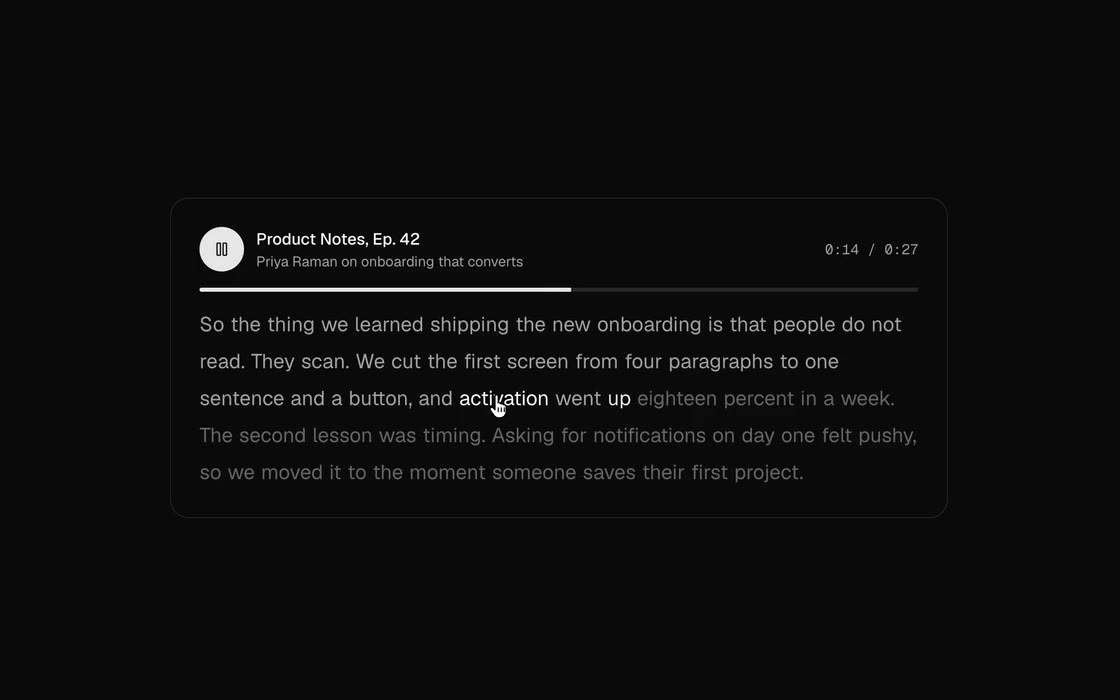 Product Notes, Ep. 42
Priya Raman on onboarding that converts
0:14 / 0:27
So the thing we learned shipping the new onboarding is that people do not
read. They scan. We cut the first screen from four paragraphs to one
sentence and a button, and activation went up eighteen percent in a week.
The second lesson was timing. Asking for notifications on day one felt pushy,
so we moved it to the moment someone saves their first project.